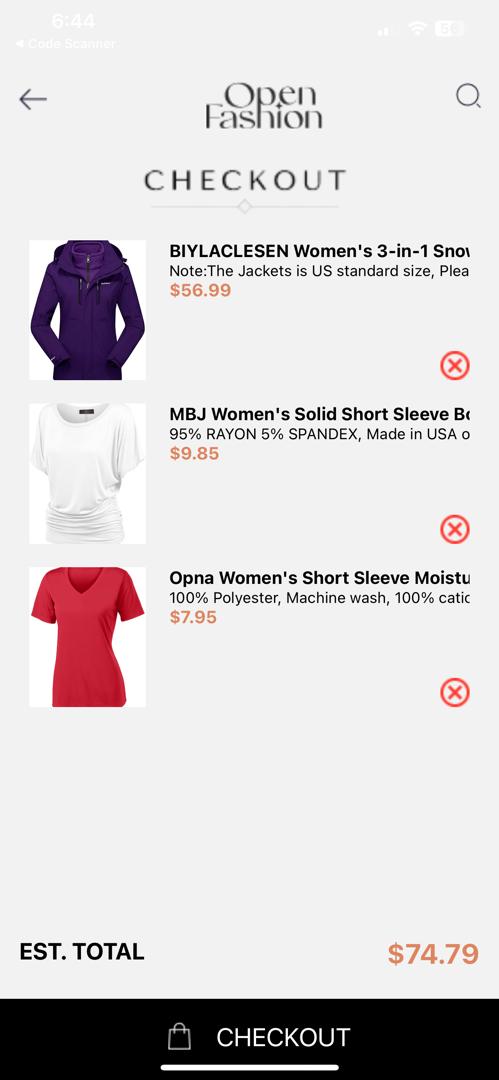 6:44
◀ Code Scanner
Open
Fashion
CHECKOUT
BIYLACLESEN Women's 3-in-1 Snow
Note:The Jackets is US standard size, Plea
$56.99
MBJ Women's Solid Short Sleeve Bo
95% RAYON 5% SPANDEX, Made in USA o
$9.85
Opna Women's Short Sleeve Moistu
100% Polyester, Machine wash, 100% catic
$7.95
EST. TOTAL
$74.79
CHECKOUT